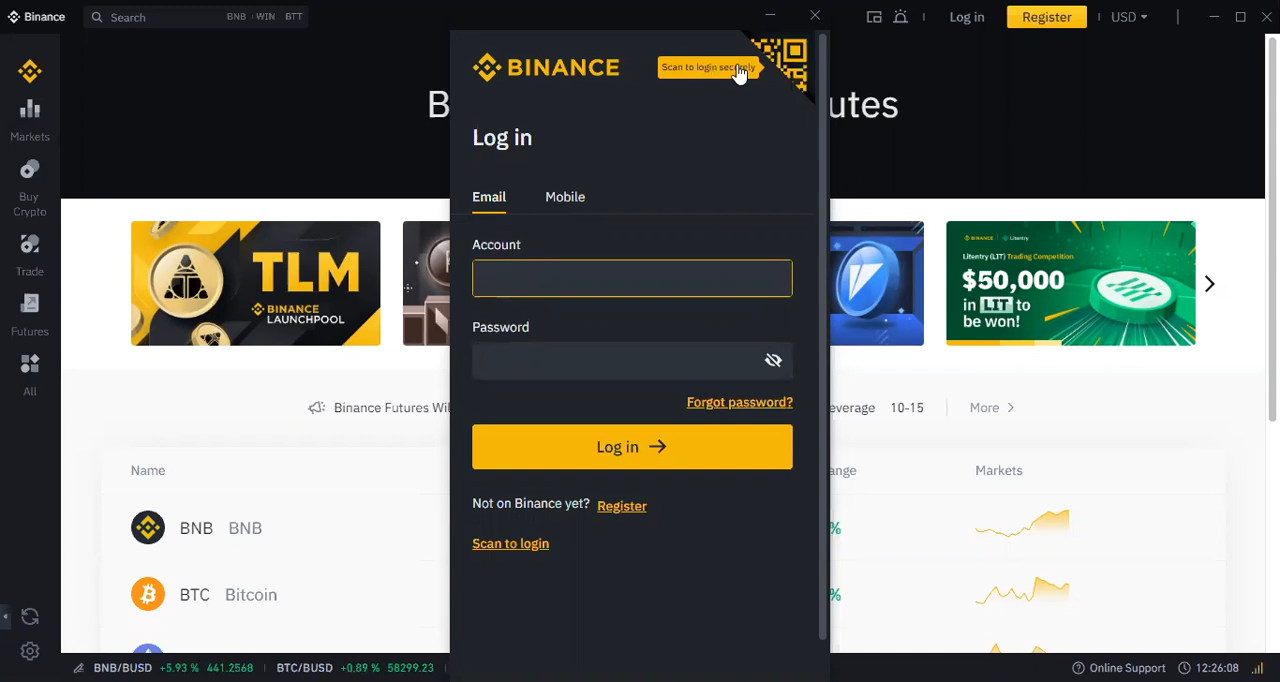 Binance
Search
BNB · WIN BTT
Log in
Register
USD
BINANCE
Scan to login securely
Log in
Email
Mobile
Account
Password
Forgot password?
Log in
Not on Binance yet? Register
Scan to login
Markets
Buy
Crypto
Trade
Futures
All
B
utes
TLM
BINANCE
LAUNCHPOOL
BINANCE Litentry
Litentry (LIT) Trading Competition
$50,000
in LIT to
be won!
Binance Futures Wil
everage 10-15
More
Name
ange
Markets
BNB BNB
%
BTC Bitcoin
%
BNB/BUSD +5.93 % 441.2568
BTC/BUSD +0.89 % 58299.23
Online Support
12:26:08